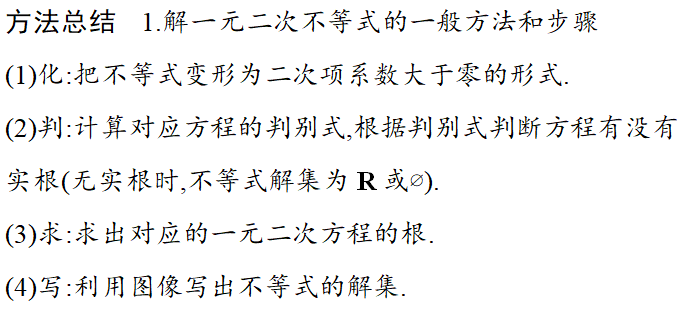 方法总结 1.解一元二次不等式的一般方法和步骤
(1)化:把不等式变形为二次项系数大于零的形式.
(2)判:计算对应方程的判别式,根据判别式判断方程有没有
实根(无实根时,不等式解集为 R 或∅).
(3)求:求出对应的一元二次方程的根.
(4)写:利用图像写出不等式的解集.